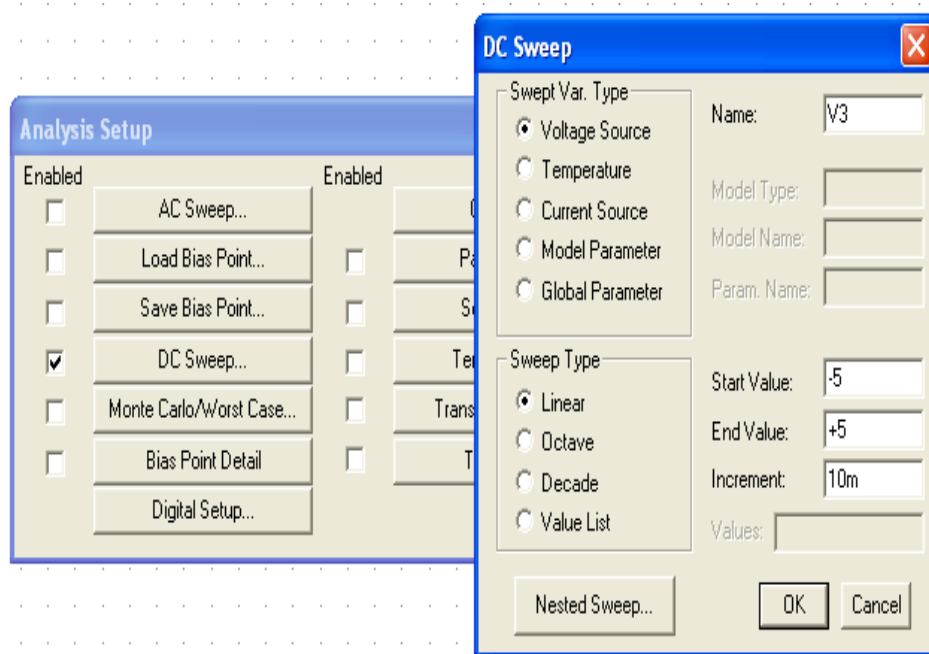 Analysis Setup
Enabled
Enabled
AC Sweep...
Load Bias Point...
Save Bias Point...
DC Sweep...
Monte Carlo/Worst Case...
Bias Point Detail
Digital Setup...
Pa
Te
Trans
T
DC Sweep
Swept Var. Type
Voltage Source
Temperature
Current Source
Model Parameter
Global Parameter
Name: V3
Model Type:
Model Name:
Param. Name:
Sweep Type
Linear
Octave
Decade
Value List
Start Value: -5
End Value: +5
Increment: 10m
Values:
Nested Sweep...
OK
Cancel